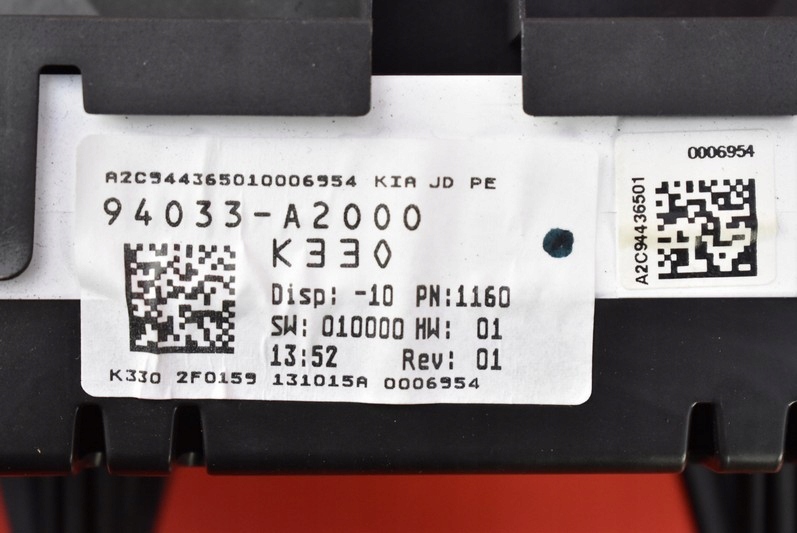 A2C944365010006954 KIA JD PE
94033-A2000
K330
Disp: -10 PN:1160
SW: 010000 HW: 01
13:52 Rev: 01
K330 2F0159 131015A 0006954
0006954
A2C94436501